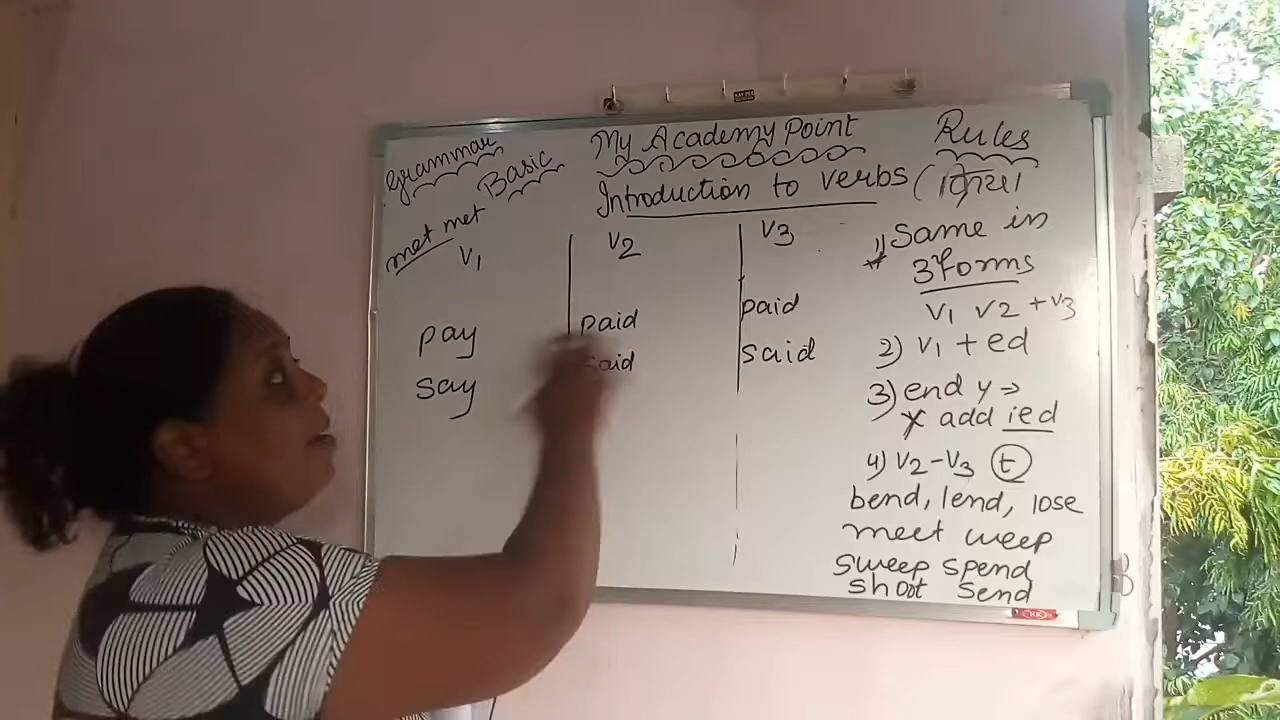 Grammar
Basic
My Academy Point
Introduction to verbs (क्रिया)
met met
V1 V2 V3
pay paid paid
say said said
Rules
1) Same in
3 Forms
V1 V2 + V3
2) V1 + ed
3) end y ⇒
y add ied
4) V2 - V3 t
bend, lend, lose
meet weep
sweep spend
shoot send